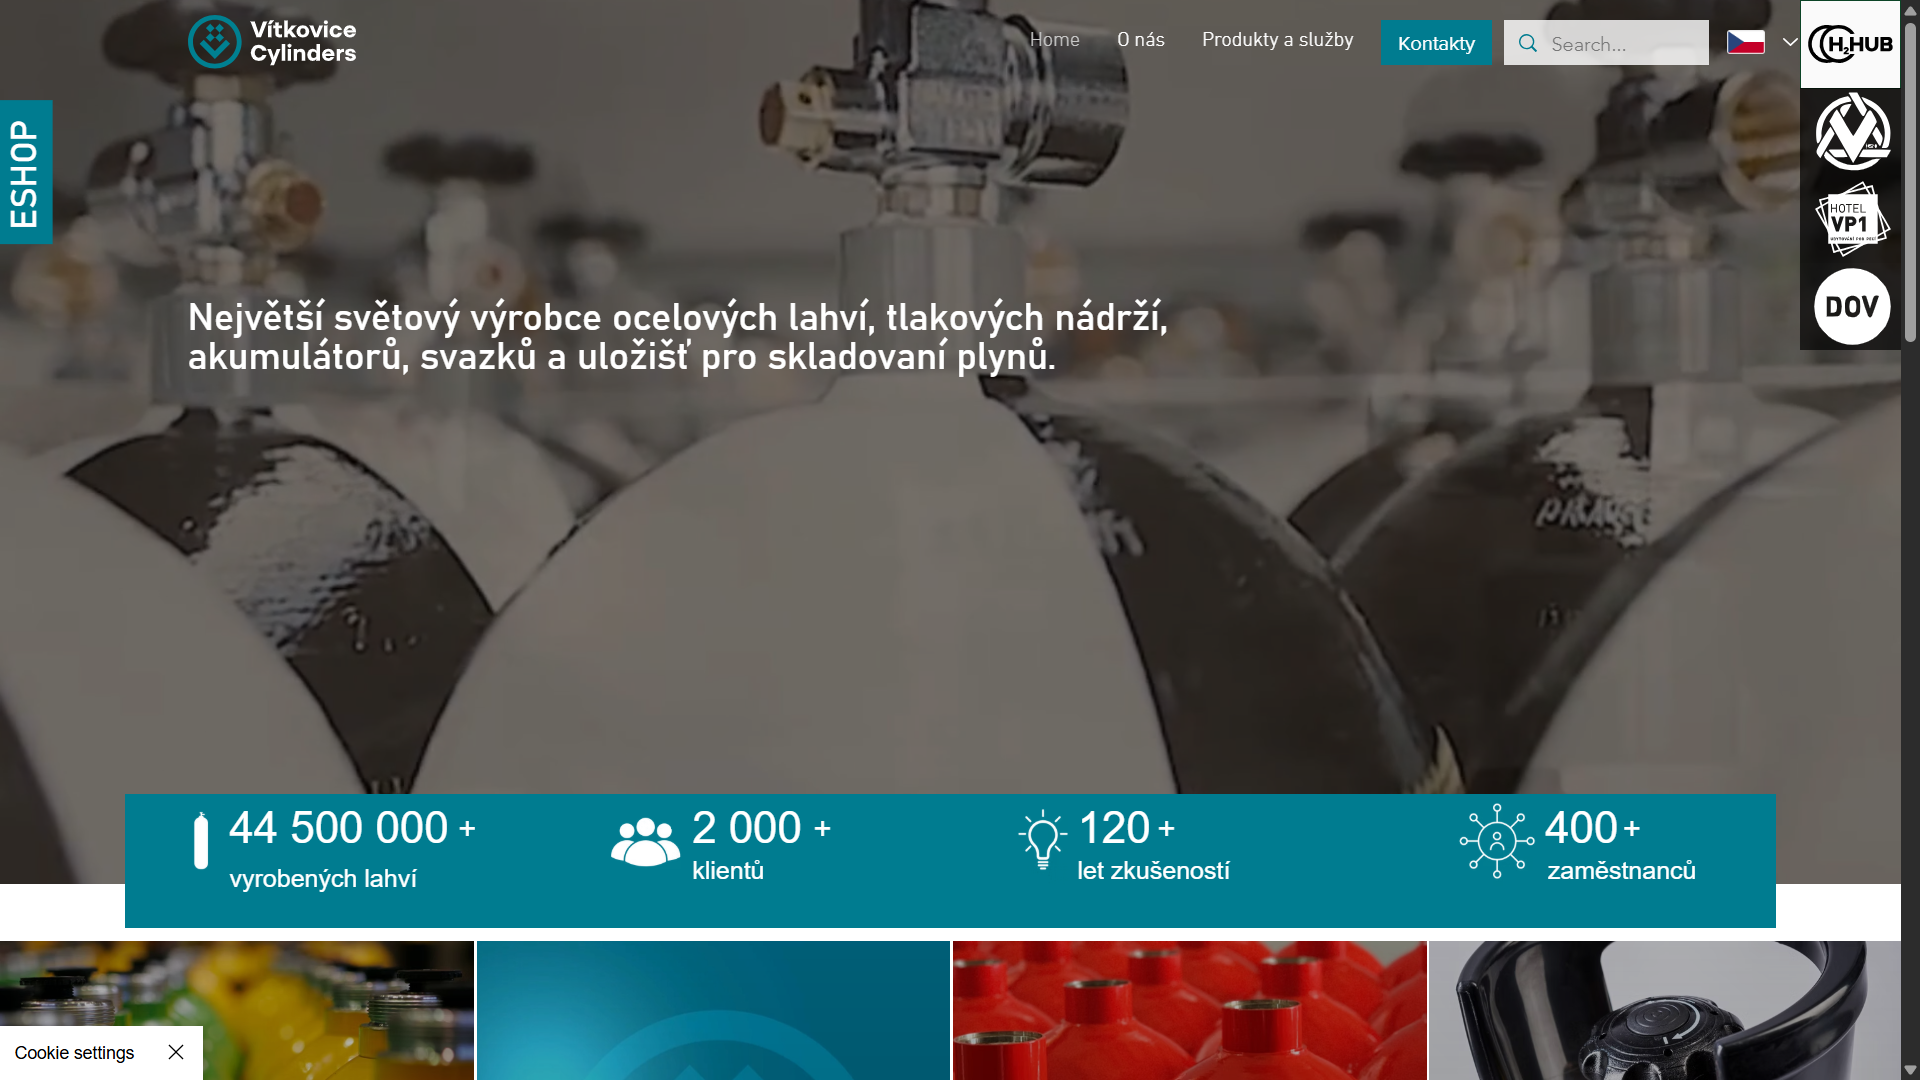 Vítkovice
Cylinders
Home
O nás
Produkty a služby
Kontakty
Search...
H2HUB
ESHOP
HOTEL
VP1
DOV
Největší světový výrobce ocelových lahví, tlakových nádrží,
akumulátorů, svazků a uložišť pro skladovaní plynů.
44 500 000 +
vyrobených lahví
2 000 +
klientů
120 +
let zkušeností
400 +
zaměstnanců
Cookie settings